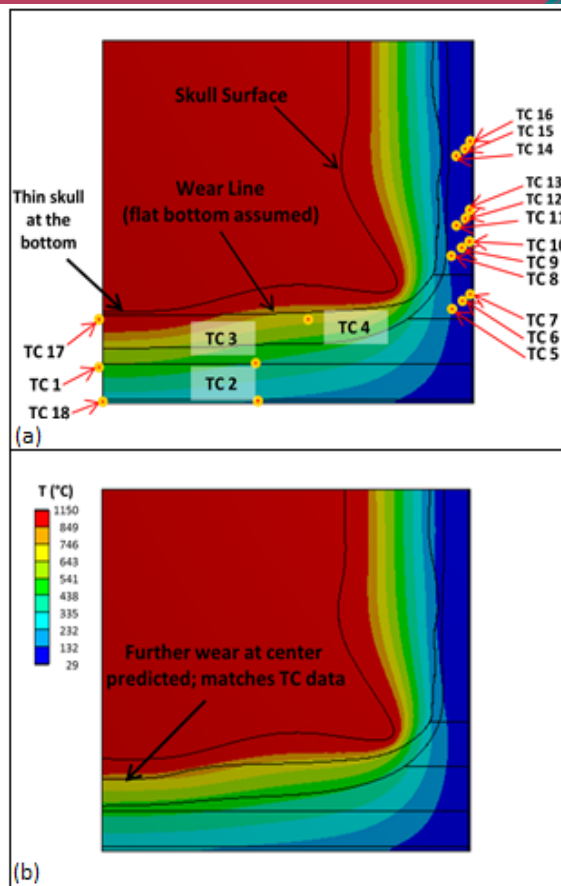 (a)
Skull Surface
Wear Line
(flat bottom assumed)
Thin skull
at the
bottom
TC 16
TC 15
TC 14
TC 13
TC 12
TC 11
TC 10
TC 9
TC 8
TC 7
TC 6
TC 5
TC 4
TC 3
TC 17
TC 1
TC 2
TC 18
(b)
T (°C)
1150
849
746
643
541
438
335
232
132
29
Further wear at center
predicted; matches TC data